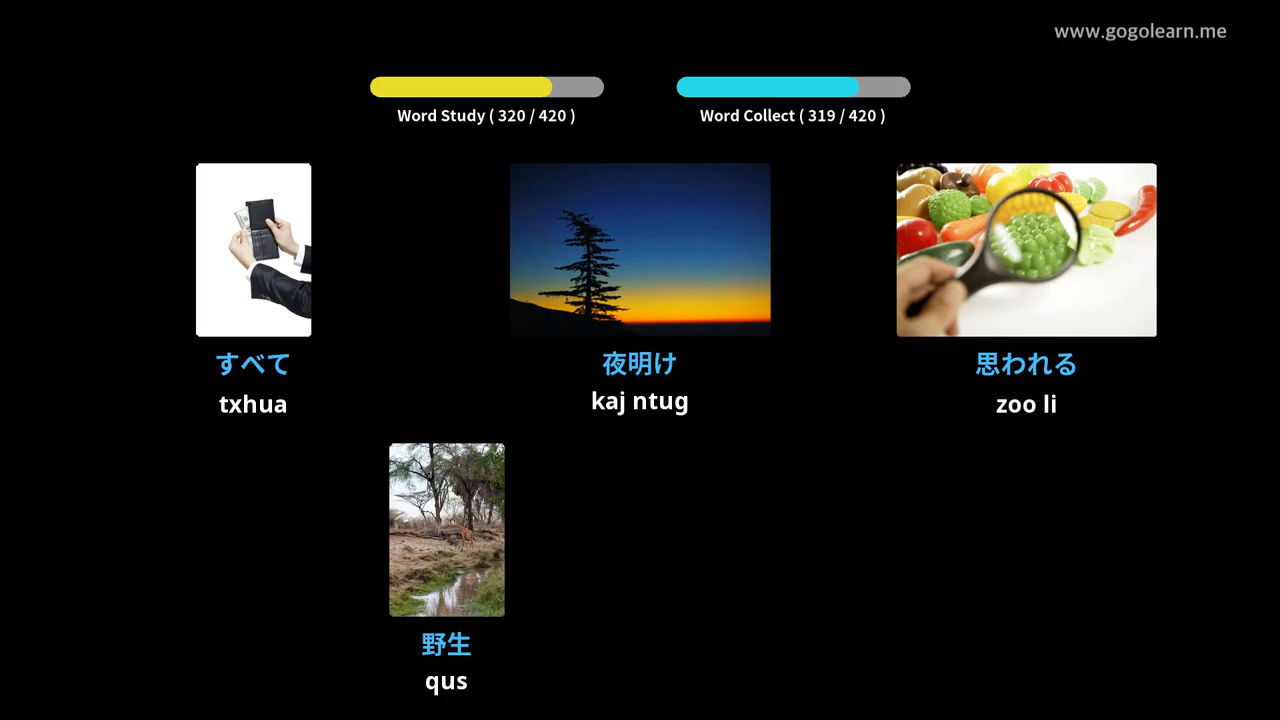 www.gogolearn.me
Word Study ( 320 / 420 )
Word Collect ( 319 / 420 )
すべて
txhua
夜明け
kaj ntug
思われる
zoo li
野生
qus